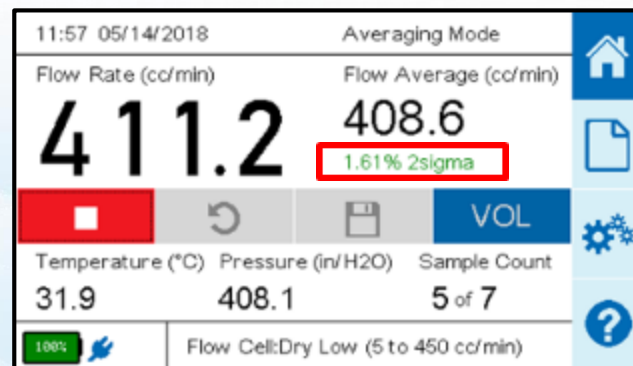 11:57 05/14/2018 Averaging Mode
Flow Rate (cc/min) Flow Average (cc/min)
411.2 408.6
1.61% 2sigma
VOL
Temperature (°C) Pressure (in/H2O) Sample Count
31.9 408.1 5 of 7
100% Flow Cell:Dry Low (5 to 450 cc/min)